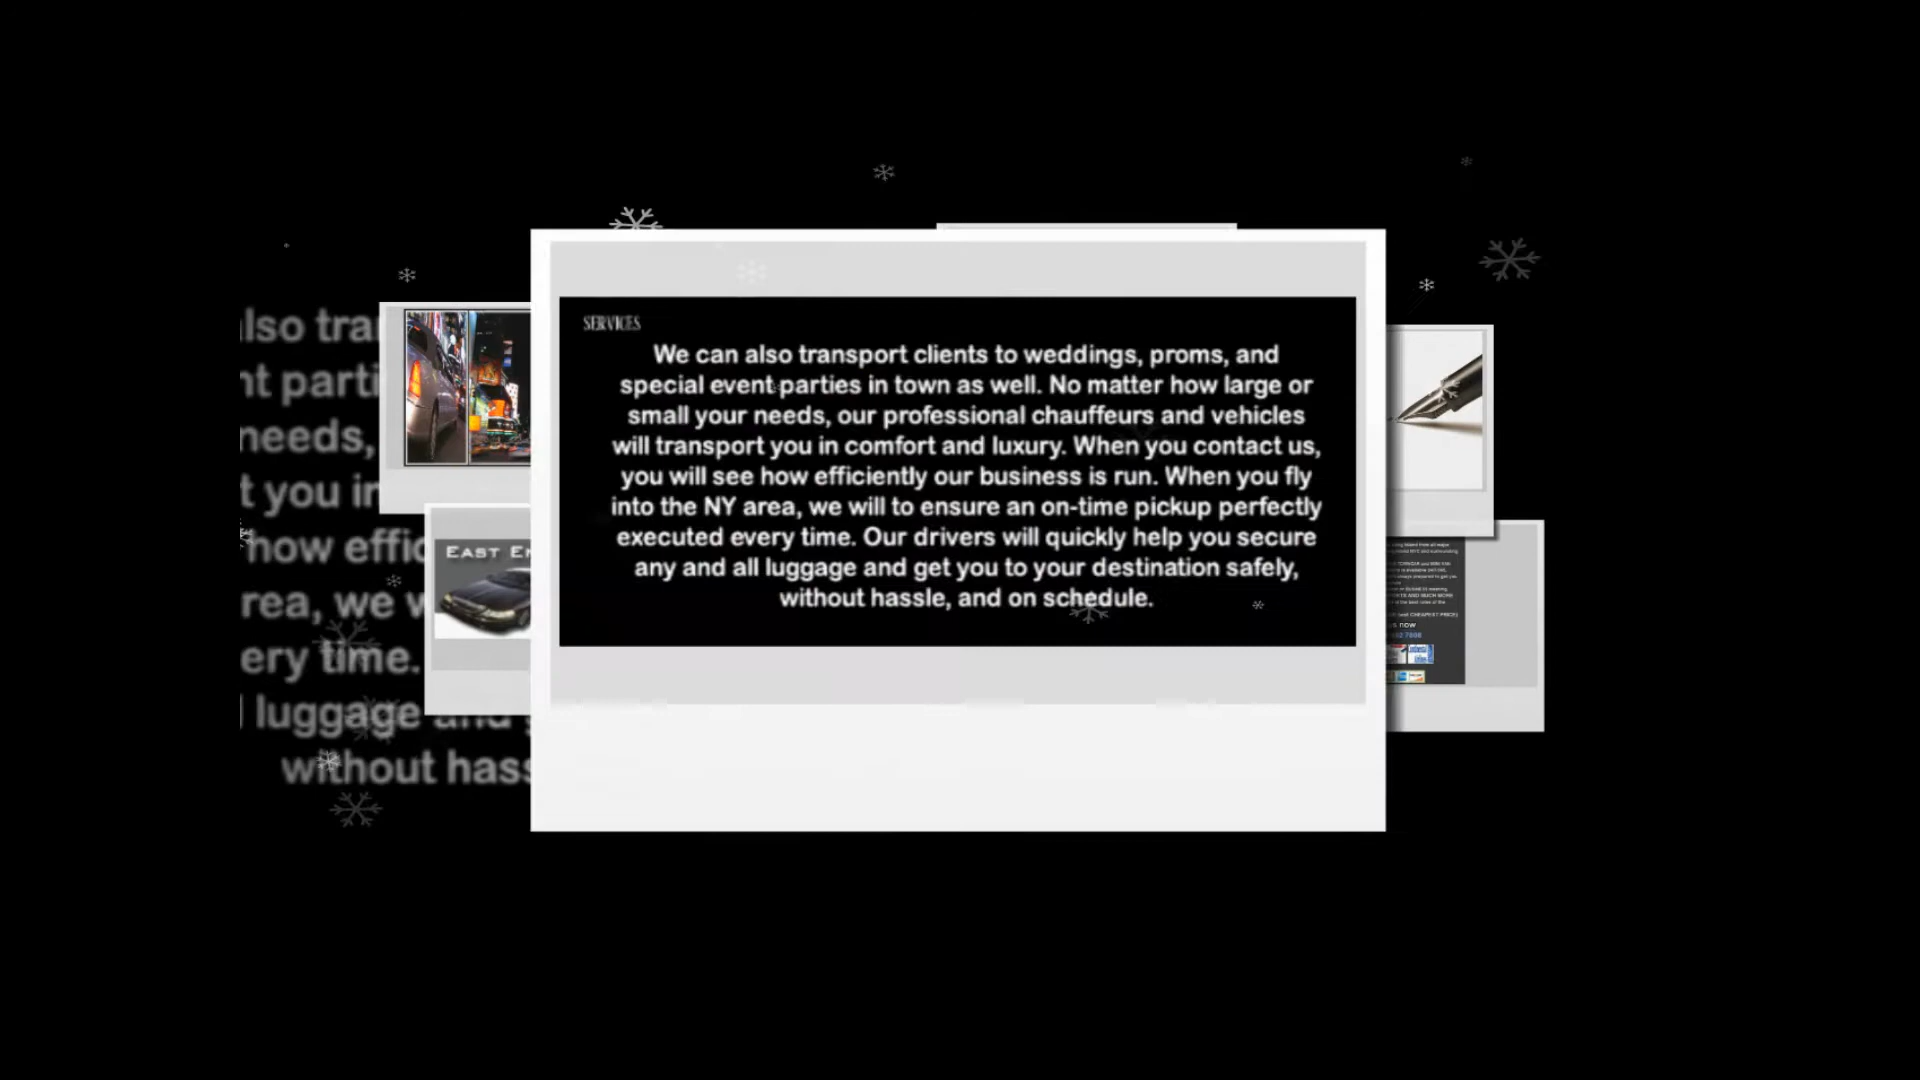 SERVICES
We can also transport clients to weddings, proms, and
special event parties in town as well. No matter how large or
small your needs, our professional chauffeurs and vehicles
will transport you in comfort and luxury. When you contact us,
you will see how efficiently our business is run. When you fly
into the NY area, we will to ensure an on-time pickup perfectly
executed every time. Our drivers will quickly help you secure
any and all luggage and get you to your destination safely,
without hassle, and on schedule.
lso tra
nt parti
needs,
t you in
how effic
rea, we w
ery time.
luggage and
without hass
EAST EN